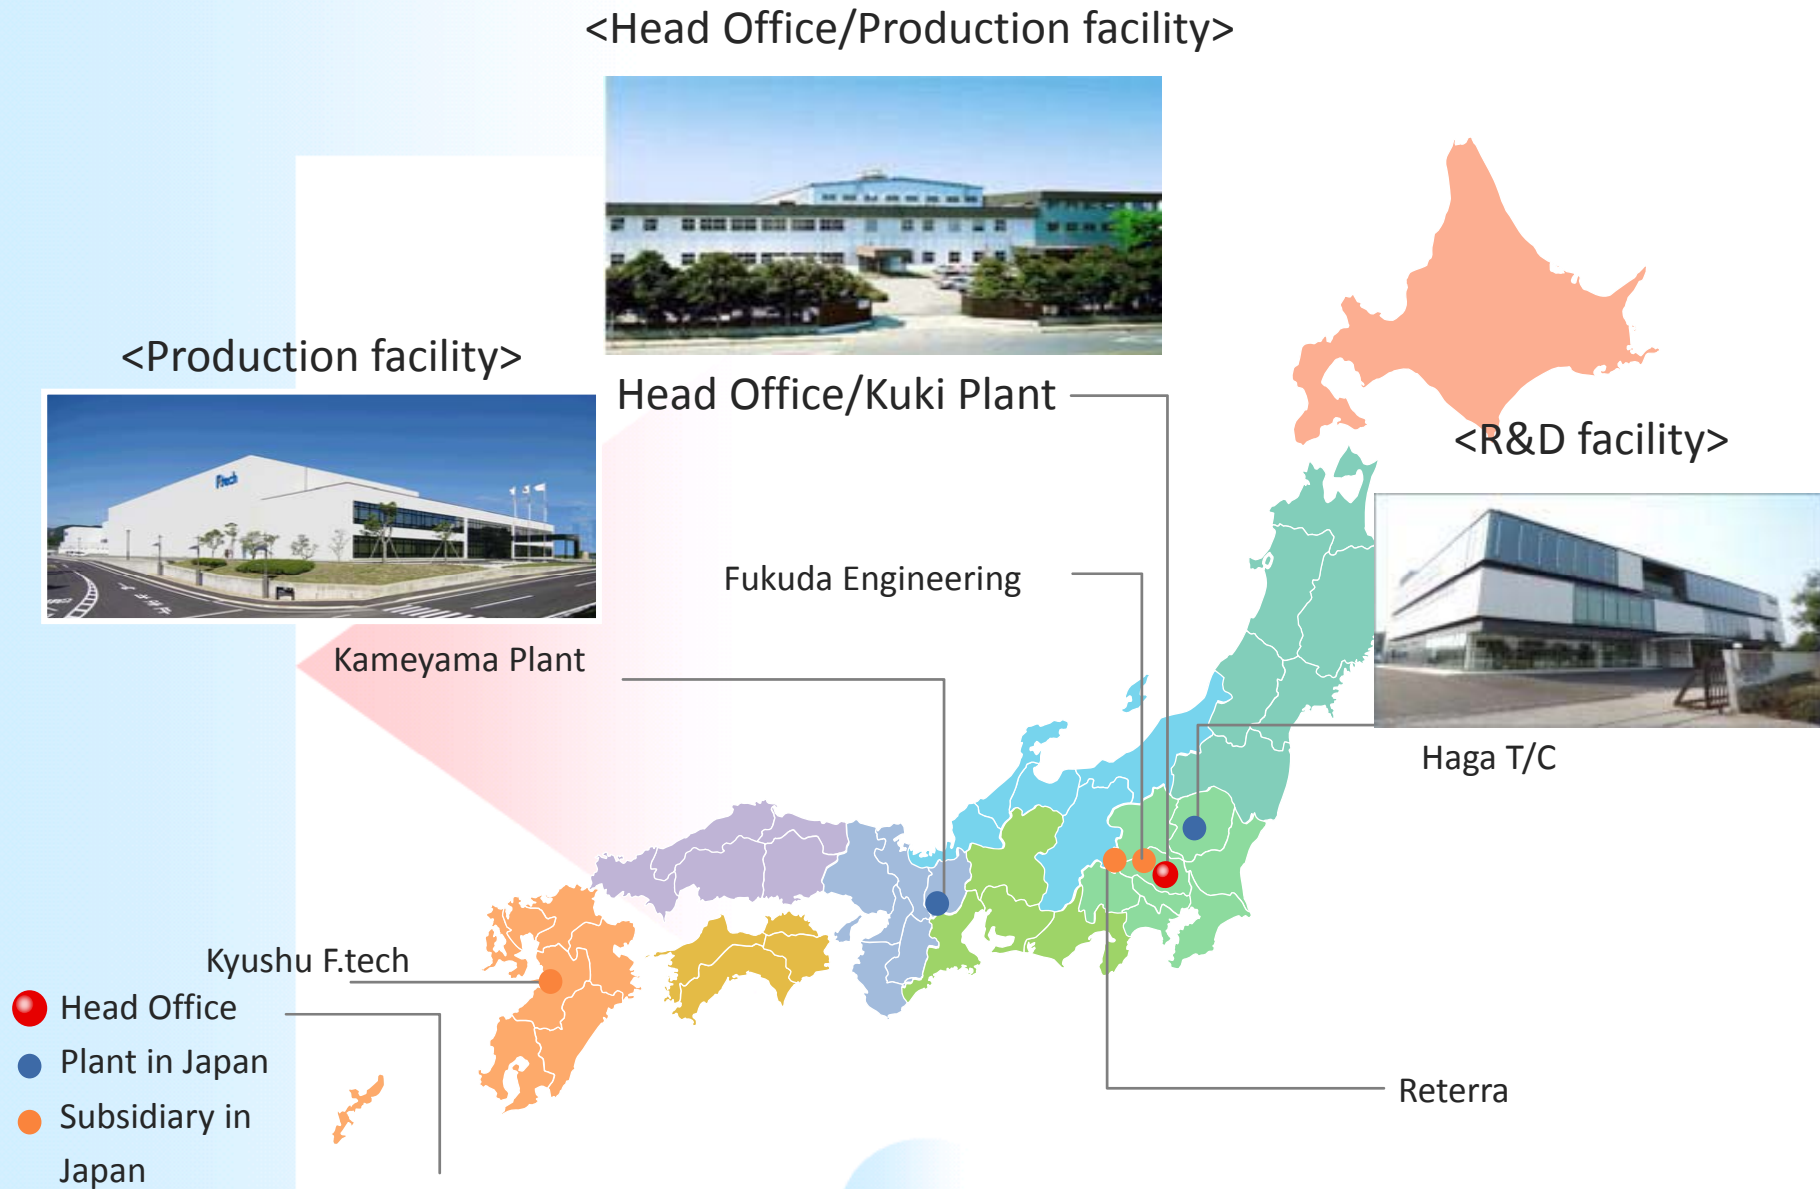 <Head Office/Production facility>
<Production facility>
F.tech
Head Office/Kuki Plant
<R&D facility>
Fukuda Engineering
Kameyama Plant
Haga T/C
Kyushu F.tech
Head Office
Plant in Japan
Subsidiary in
Japan
Reterra